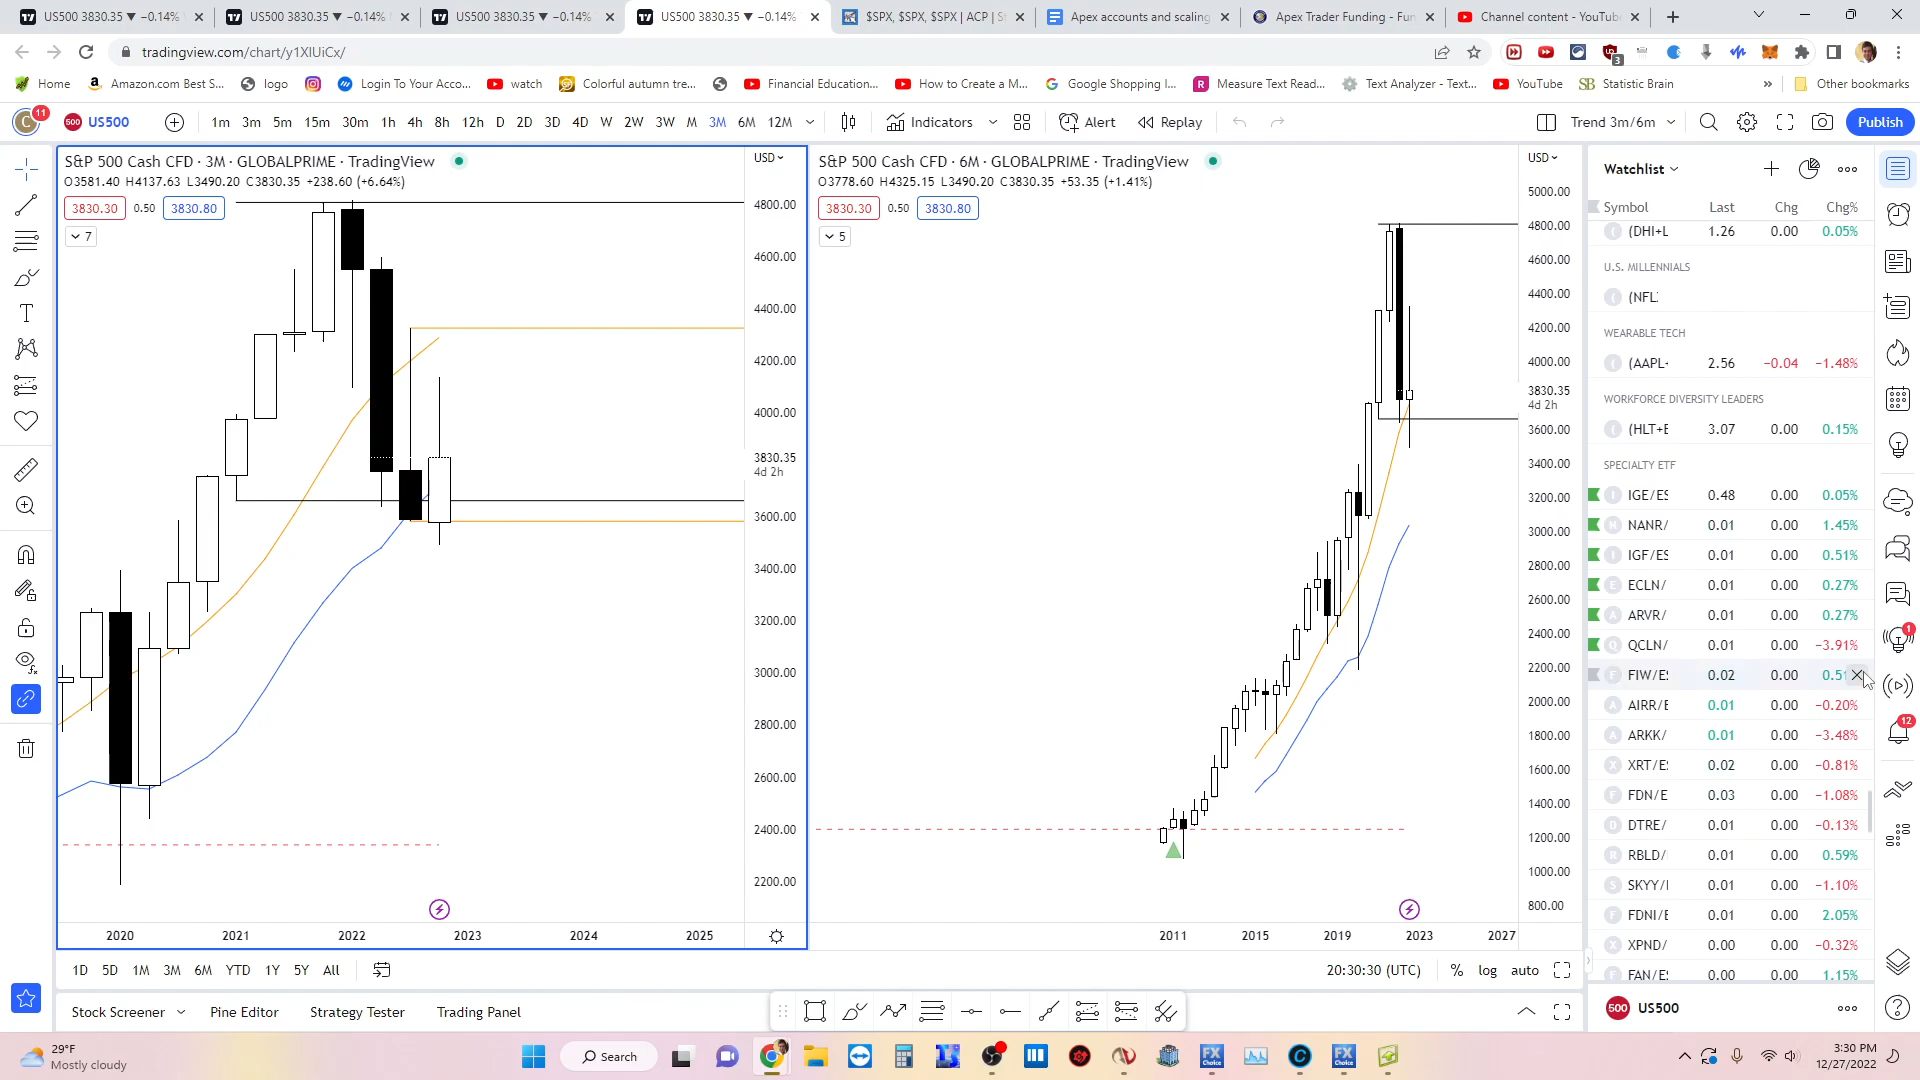 US500 3830.35 ▼ −0.14%
US500 3830.35 ▼ −0.14%
US500 3830.35 ▼ −0.14%
US500 3830.35 ▼ −0.14%
$SPX, $SPX, $SPX | ACP | S
Apex accounts and scaling
Apex Trader Funding - Fun
Channel content - YouTube
tradingview.com/chart/y1XIUiCx/
3
Home
Amazon.com Best S...
logo
Login To Your Acco...
watch
Colorful autumn tre...
Financial Education...
How to Create a M...
Google Shopping I...
Measure Text Read...
Text Analyzer - Text...
YouTube
SB Statistic Brain
Other bookmarks
C 11
500 US500
1m 3m 5m 15m 30m 1h 4h 8h 12h D 2D 3D 4D W 2W 3W M 3M 6M 12M
Indicators
Alert
Replay
Trend 3m/6m
Publish
S&P 500 Cash CFD · 3M · GLOBALPRIME · TradingView
O3581.40 H4137.63 L3490.20 C3830.35 +238.60 (+6.64%)
3830.30 0.50 3830.80
7
USD
4800.00
4600.00
4400.00
4200.00
4000.00
3830.35
4d 2h
3600.00
3400.00
3200.00
3000.00
2800.00
2600.00
2400.00
2200.00
2020 2021 2022 2023 2024 2025
S&P 500 Cash CFD · 6M · GLOBALPRIME · TradingView
O3778.60 H4325.15 L3490.20 C3830.35 +53.35 (+1.41%)
3830.30 0.50 3830.80
5
USD
5000.00
4800.00
4600.00
4400.00
4200.00
4000.00
3830.35
4d 2h
3600.00
3400.00
3200.00
3000.00
2800.00
2600.00
2400.00
2200.00
2000.00
1800.00
1600.00
1400.00
1200.00
1000.00
800.00
2011 2015 2019 2023 2027
Watchlist
Symbol Last Chg Chg%
(DHI+L 1.26 0.00 0.05%
U.S. MILLENNIALS
(NFL
WEARABLE TECH
(AAPL- 2.56 −0.04 −1.48%
WORKFORCE DIVERSITY LEADERS
(HLT+E 3.07 0.00 0.15%
SPECIALTY ETF
I IGE/ES 0.48 0.00 0.05%
N NANR/ 0.01 0.00 1.45%
I IGF/ES 0.01 0.00 0.51%
E ECLN/ 0.01 0.00 0.27%
A ARVR/ 0.01 0.00 0.27%
Q QCLN/ 0.01 0.00 −3.91%
F FIW/ES 0.02 0.00 0.51
A AIRR/E 0.01 0.00 −0.20%
A ARKK/ 0.01 0.00 −3.48%
X XRT/ES 0.02 0.00 −0.81%
F FDN/E 0.03 0.00 −1.08%
D DTRE/ 0.01 0.00 −0.13%
R RBLD/ 0.01 0.00 0.59%
S SKYY/ 0.01 0.00 −1.10%
F FDNI/E 0.01 0.00 2.05%
X XPND/ 0.00 0.00 −0.32%
F FAN/ES 0.00 0.00 1.15%
500 US500
1
12
1D 5D 1M 3M 6M YTD 1Y 5Y All
20:30:30 (UTC) % log auto
Stock Screener
Pine Editor
Strategy Tester
Trading Panel
29°F
Mostly cloudy
Search
FX
Choice
FX
Choice
3:30 PM
12/27/2022